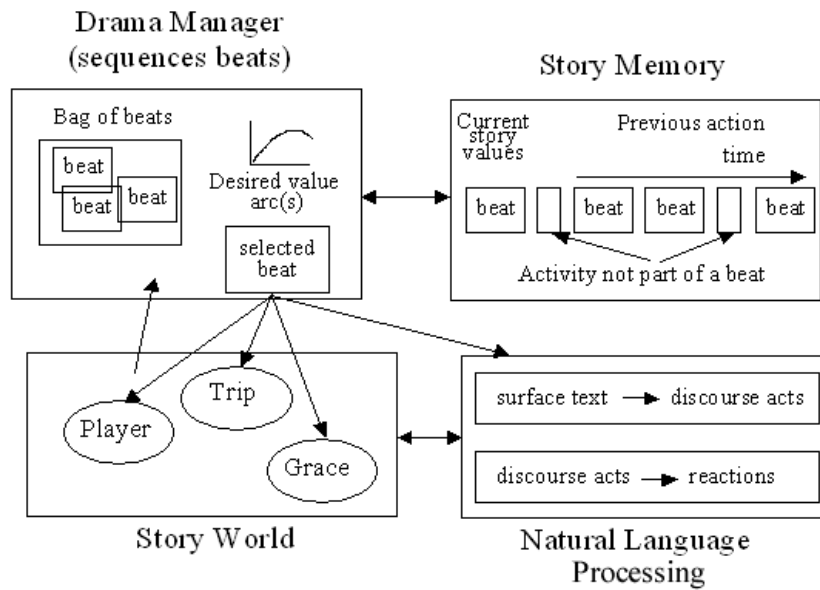 Drama Manager
(sequences beats)
Bag of beats
beat
beat
beat
Desired value
arc(s)
selected
beat
Story Memory
Current
story
values
Previous action
time
beat
beat
beat
beat
Activity not part of a beat
Player
Trip
Grace
Story World
surface text
discourse acts
discourse acts
reactions
Natural Language
Processing